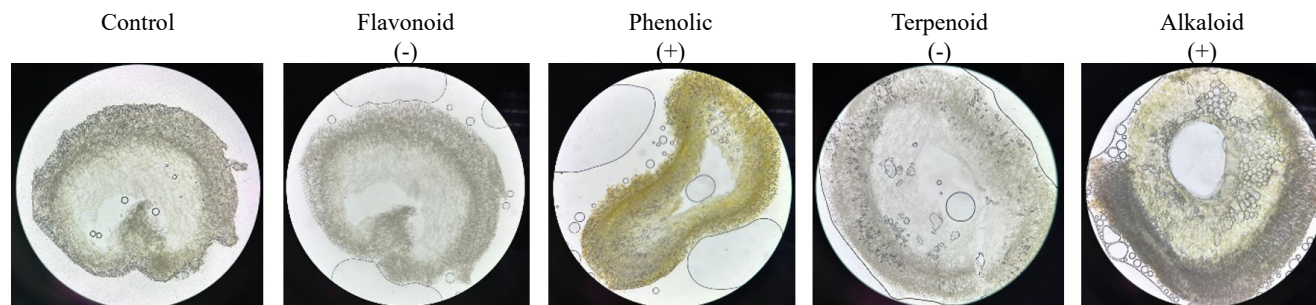 Control
Flavonoid
(-)
Phenolic
(+)
Terpenoid
(-)
Alkaloid
(+)